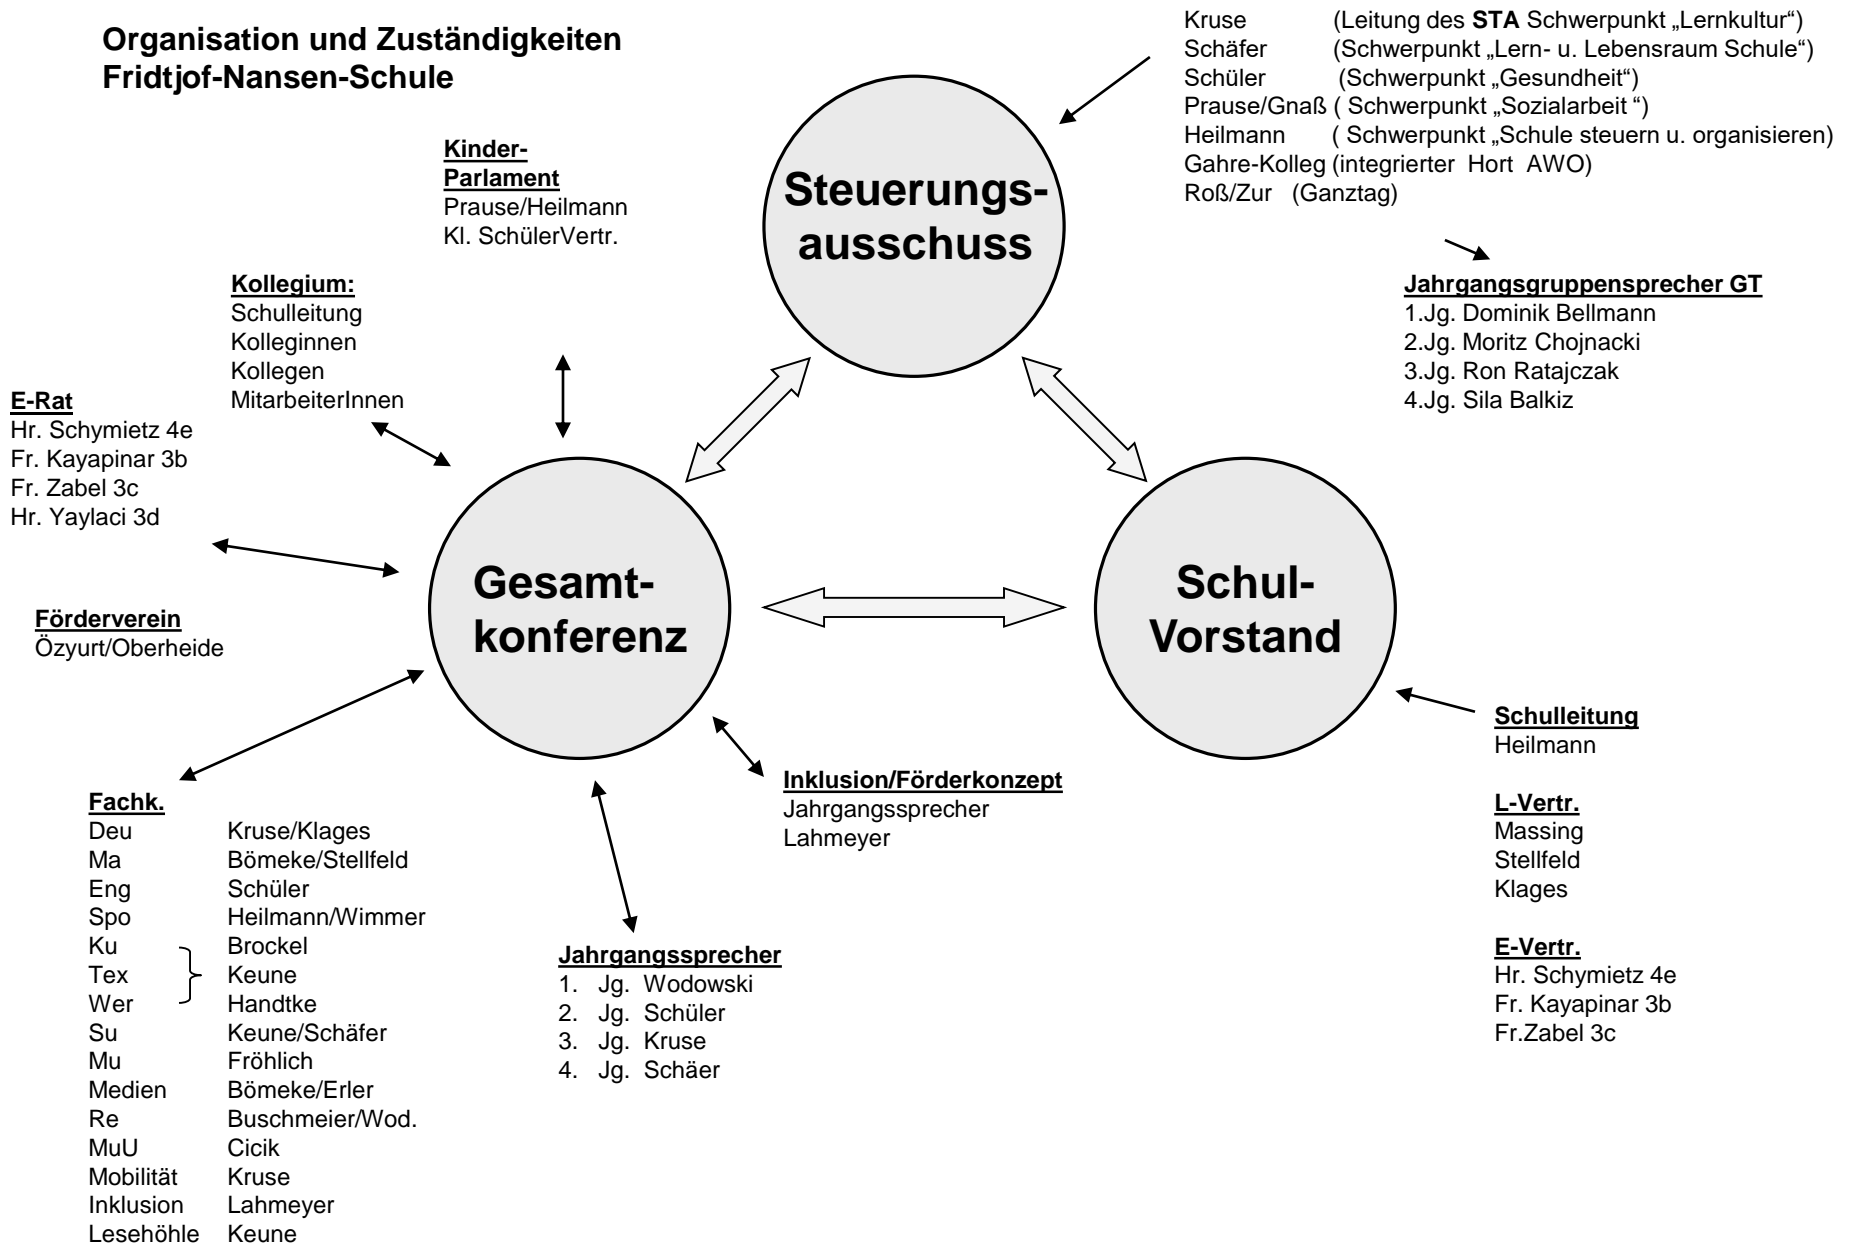 Organisation und Zuständigkeiten
Fridtjof-Nansen-Schule
Kruse (Leitung des STA Schwerpunkt „Lernkultur“)
Schäfer (Schwerpunkt „Lern- u. Lebensraum Schule“)
Schüler (Schwerpunkt „Gesundheit“)
Prause/Gnaß ( Schwerpunkt „Sozialarbeit “)
Heilmann ( Schwerpunkt „Schule steuern u. organisieren)
Gahre-Kolleg (integrierter Hort AWO)
Roß/Zur (Ganztag)
Kinder-
Parlament
Prause/Heilmann
Kl. SchülerVertr.
Steuerungs-
ausschuss
Kollegium:
Schulleitung
Kolleginnen
Kollegen
MitarbeiterInnen
Jahrgangsgruppensprecher GT
1.Jg. Dominik Bellmann
2.Jg. Moritz Chojnacki
3.Jg. Ron Ratajczak
4.Jg. Sila Balkiz
E-Rat
Hr. Schymietz 4e
Fr. Kayapinar 3b
Fr. Zabel 3c
Hr. Yaylaci 3d
Förderverein
Özyurt/Oberheide
Gesamt-
konferenz
Schul-
Vorstand
Schulleitung
Heilmann
L-Vertr.
Massing
Stellfeld
Klages
E-Vertr.
Hr. Schymietz 4e
Fr. Kayapinar 3b
Fr.Zabel 3c
Inklusion/Förderkonzept
Jahrgangssprecher
Lahmeyer
Fachk.
Deu Kruse/Klages
Ma Bömeke/Stellfeld
Eng Schüler
Spo Heilmann/Wimmer
Ku Brockel
Tex Keune
Wer Handtke
Su Keune/Schäfer
Mu Fröhlich
Medien Bömeke/Erler
Re Buschmeier/Wod.
MuU Cicik
Mobilität Kruse
Inklusion Lahmeyer
Lesehöhle Keune
Jahrgangssprecher
1. Jg. Wodowski
2. Jg. Schüler
3. Jg. Kruse
4. Jg. Schäer